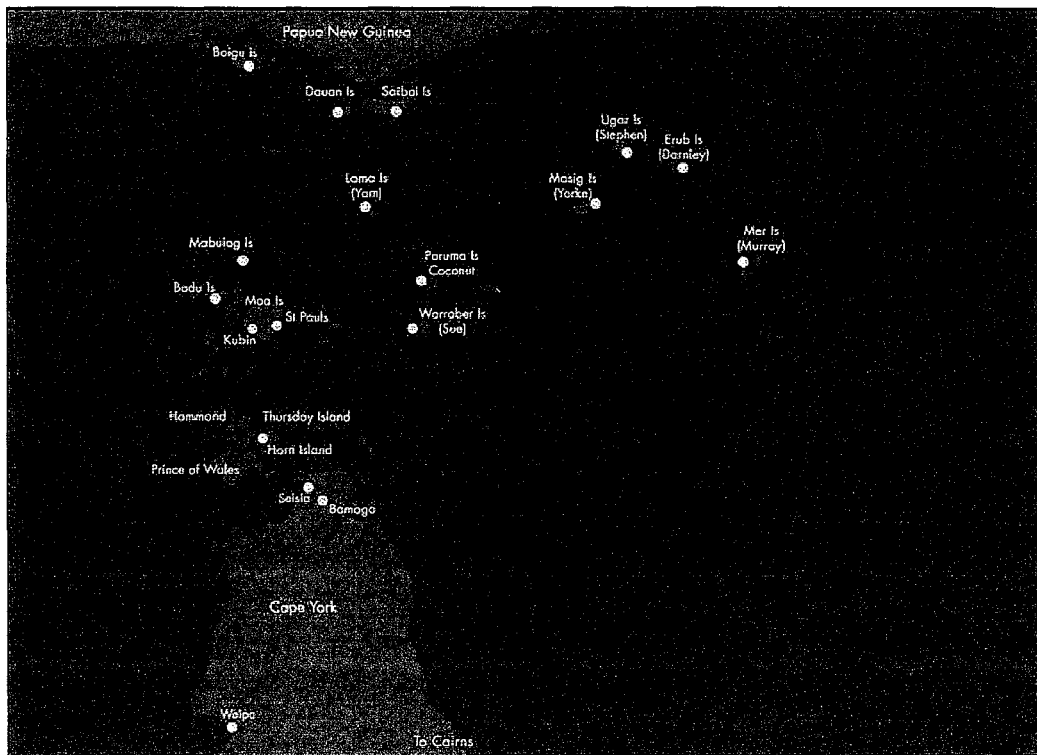 Papua New Guinea
Boigu Is
Dauan Is
Saibai Is
Ugar Is
(Stephen)
Erub Is
(Darnley)
Lama Is
(Yam)
Masig Is
(Yorke)
Mer Is
(Murray)
Mabuiag Is
Poruma Is
Coconut
Badu Is
Moa Is
St Pauls
Kubin
Warraber Is
(Sue)
Hammond
Thursday Island
Horn Island
Prince of Wales
Seisia
Bamaga
Cape York
Weipa
To Cairns